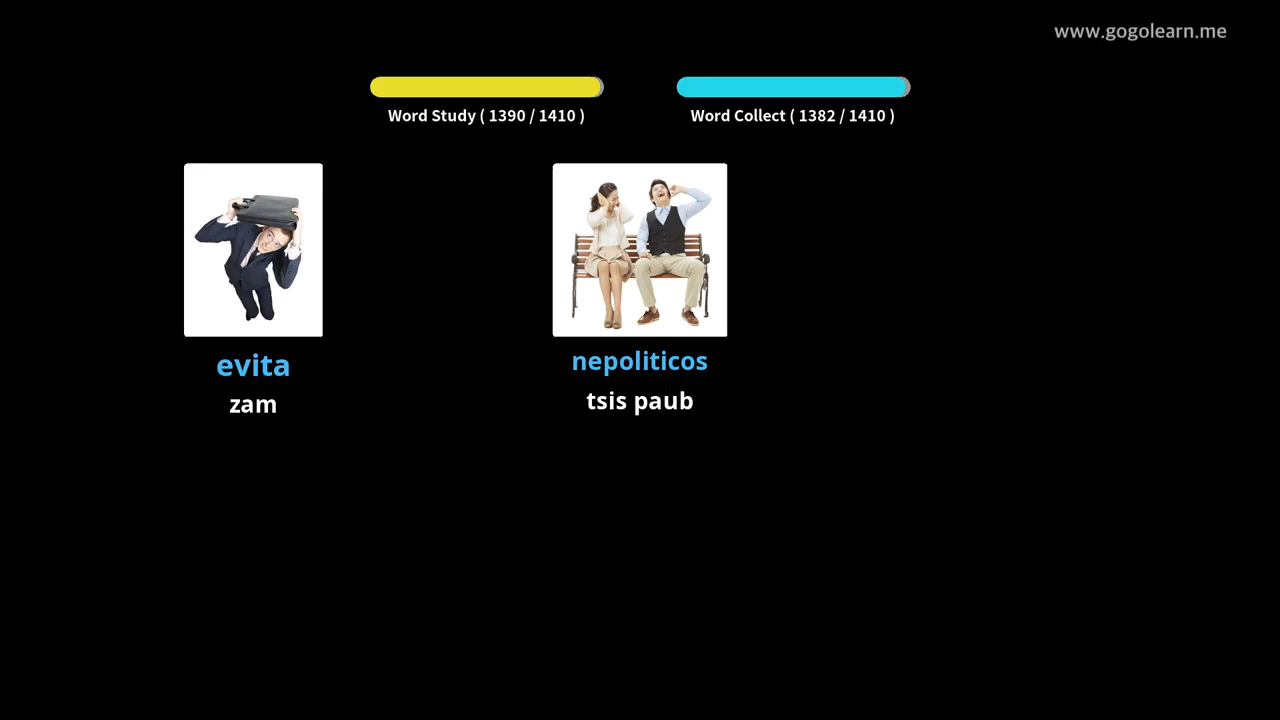 www.gogolearn.me
Word Study ( 1390 / 1410 )
Word Collect ( 1382 / 1410 )
evita
zam
nepoliticos
tsis paub